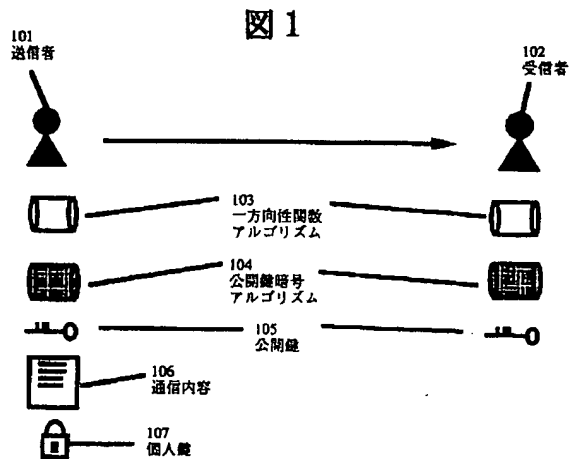 図1
101
送信者
102
受信者
103
一方向性関数
アルゴリズム
104
公開鍵暗号
アルゴリズム
105
公開鍵
106
通信内容
107
個人鍵